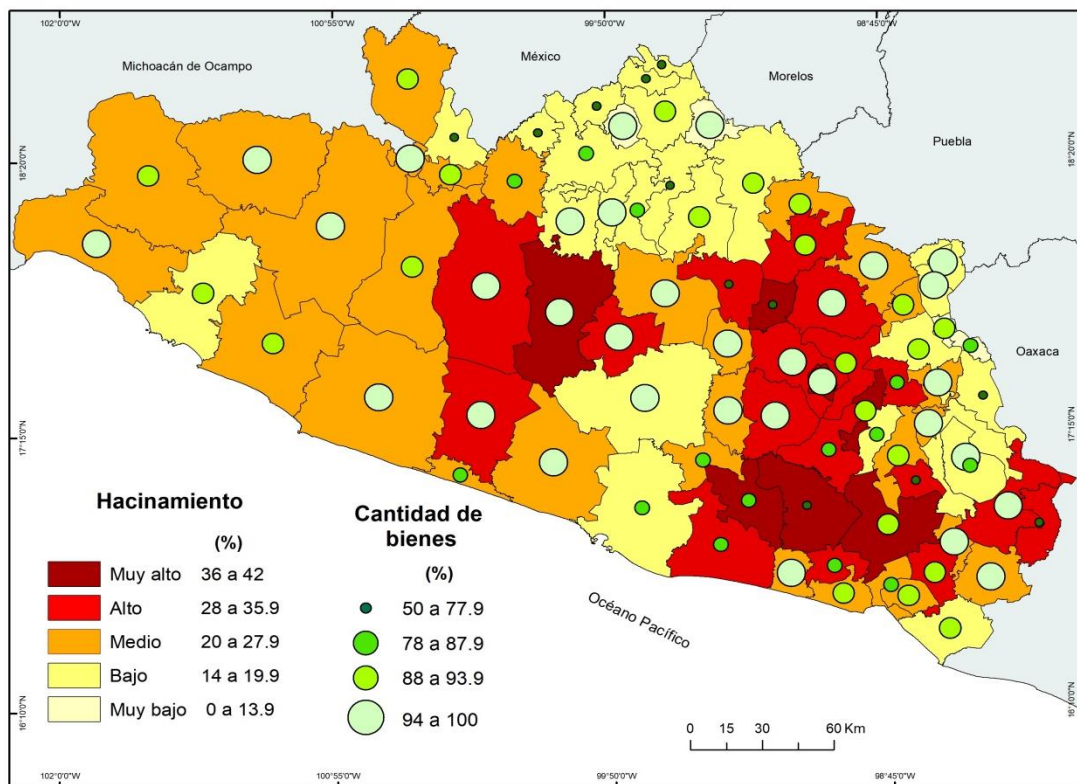 102°0'0"W 100°55'0"W 99°50'0"W 98°45'0"W
Michoacán de Ocampo
México
Morelos
Puebla
Oaxaca
18°20'0"N
18°20'0"N
17°15'0"N
17°15'0"N
16°10'0"N
Océano Pacífico
Hacinamiento
(%)
Muy alto 36 a 42
Alto 28 a 35.9
Medio 20 a 27.9
Bajo 14 a 19.9
Muy bajo 0 a 13.9
Cantidad de
bienes
(%)
50 a 77.9
78 a 87.9
88 a 93.9
94 a 100
0 15 30 60 Km
102°0'0"W 100°55'0"W 99°50'0"W 98°45'0"W